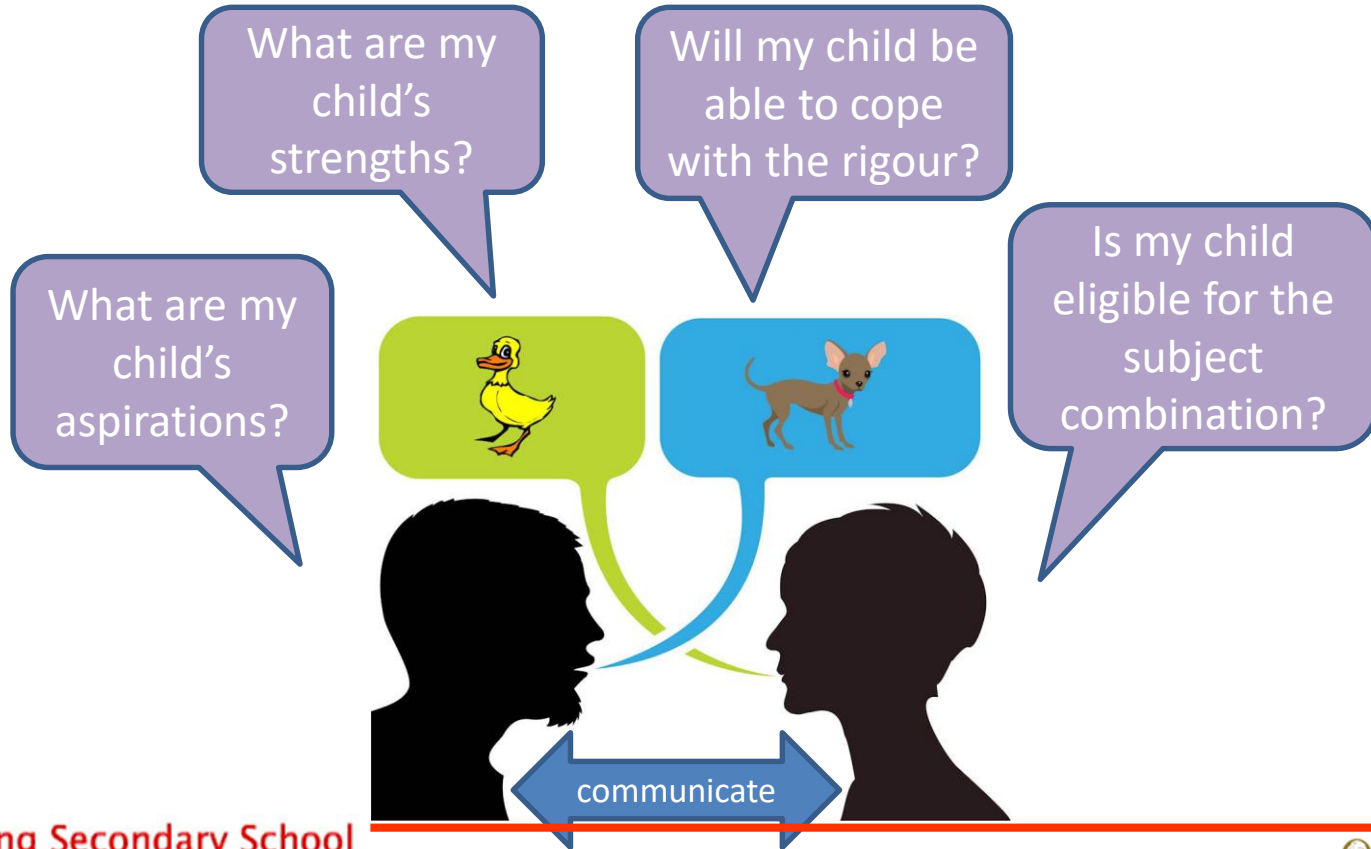 What are my
child’s
strengths?
Will my child be
able to cope
with the rigour?
What are my
child’s
aspirations?
Is my child
eligible for the
subject
combination?
communicate
Secondary School